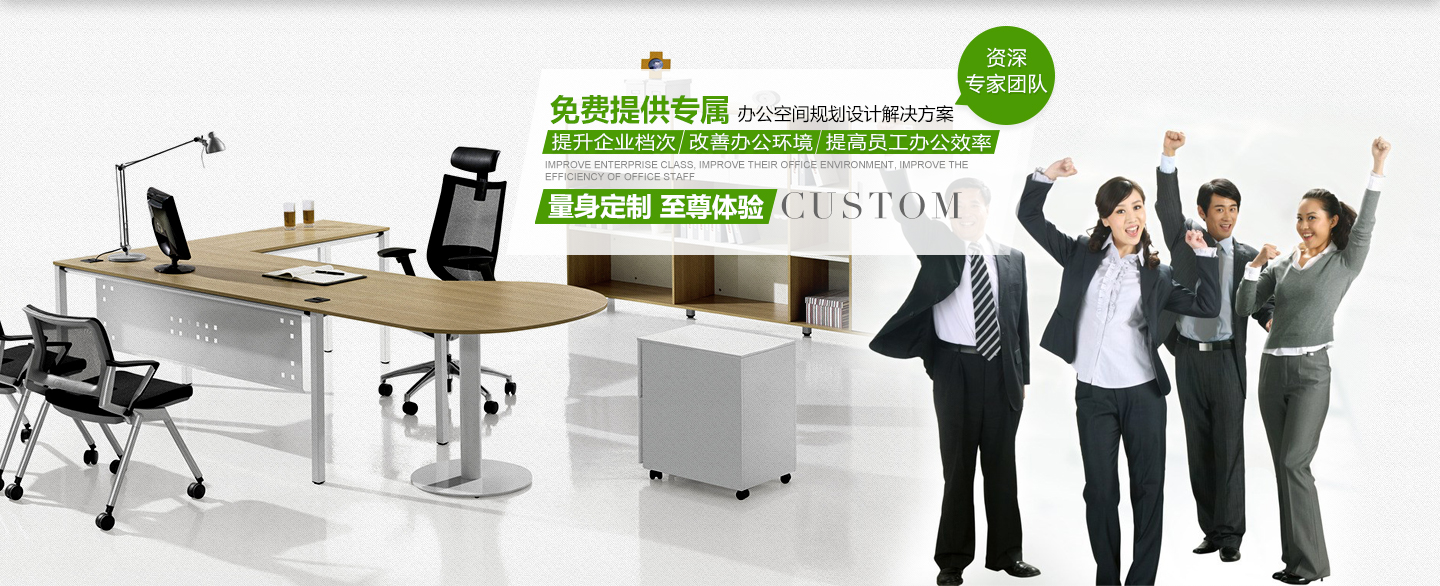 资深
专家团队
免费提供专属 办公空间规划设计解决方案
提升企业档次/改善办公环境/提高员工办公效率
IMPROVE ENTERPRISE CLASS, IMPROVE THEIR OFFICE ENVIRONMENT, IMPROVE THE
EFFICIENCY OF OFFICE STAFF
量身定制 至尊体验 CUSTOM